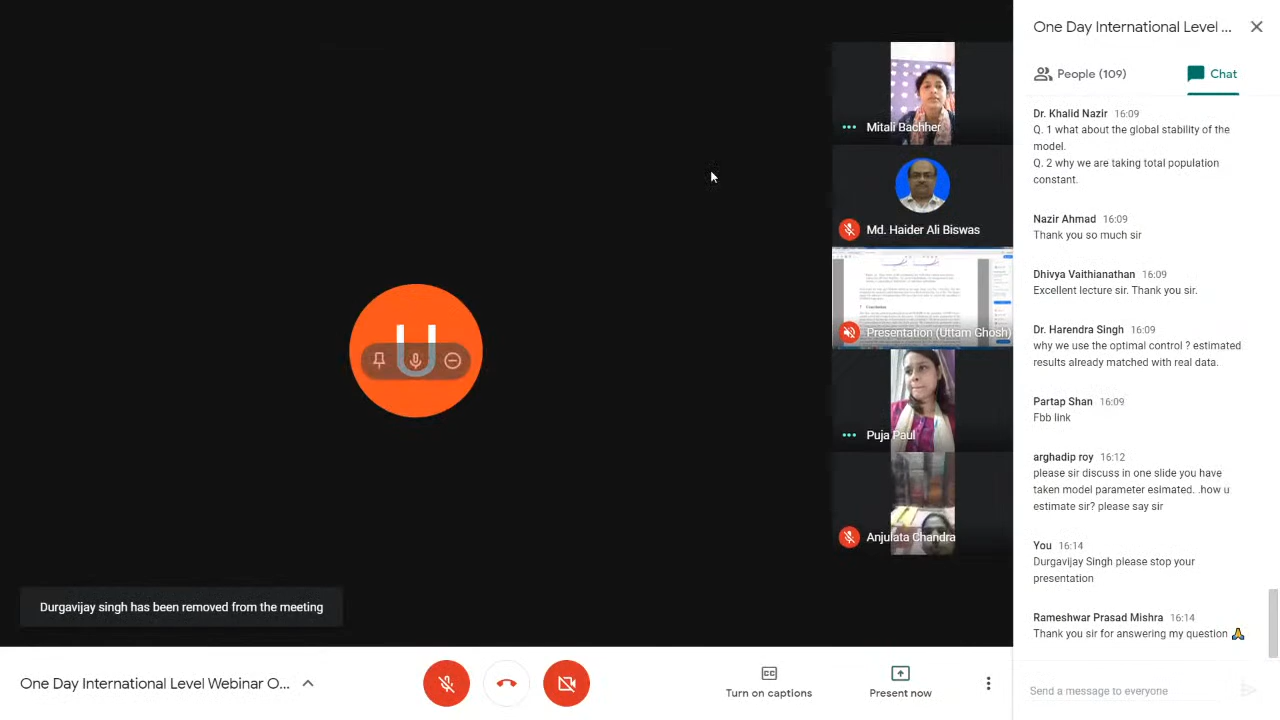 One Day International Level ...
People (109)
Chat
Dr. Khalid Nazir 16:09
Q. 1 what about the global stability of the
model.
Q. 2 why we are taking total population
constant.
Nazir Ahmad 16:09
Thank you so much sir
Dhivya Vaithianathan 16:09
Excellent lecture sir. Thank you sir.
Dr. Harendra Singh 16:09
why we use the optimal control ? estimated
results already matched with real data.
Partap Shan 16:09
Fbb link
arghadip roy 16:12
please sir discuss in one slide you have
taken model parameter esimated. .how u
estimate sir? please say sir
You 16:14
Durgavijay Singh please stop your
presentation
Rameshwar Prasad Mishra 16:14
Thank you sir for answering my question 🙏
Send a message to everyone
Mitali Bachher
Md. Haider Ali Biswas
Conclusion
Presentation (Uttam Ghosh)
Puja Paul
Anjulata Chandra
U
Durgavijay singh has been removed from the meeting
One Day International Level Webinar O...
Turn on captions
Present now